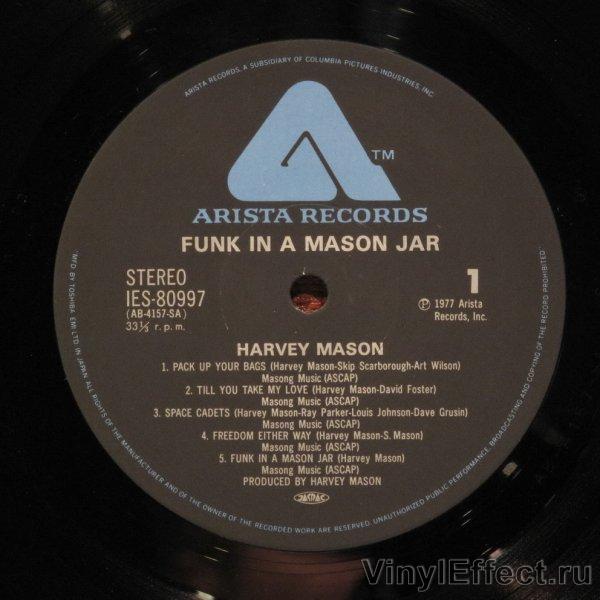 ARISTA RECORDS, A SUBSIDIARY OF COLUMBIA PICTURES INDUSTRIES, INC.
TM
ARISTA RECORDS
FUNK IN A MASON JAR
STEREO
IES-80997
(AB-4157-SA)
33⅓ r.p.m.
1
Ⓟ 1977 Arista
Records, Inc.
HARVEY MASON
1. PACK UP YOUR BAGS (Harvey Mason-Skip Scarborough-Art Wilson)
Masong Music (ASCAP)
2. TILL YOU TAKE MY LOVE (Harvey Mason-David Foster)
Masong Music (ASCAP)
3. SPACE CADETS (Harvey Mason-Ray Parker-Louis Johnson-Dave Grusin)
Masong Music (ASCAP)
4. FREEDOM EITHER WAY (Harvey Mason-S. Mason)
Masong Music (ASCAP)
5. FUNK IN A MASON JAR (Harvey Mason)
Masong Music (ASCAP)
PRODUCED BY HARVEY MASON
JASRAC
"MF'D BY TOSHIBA EMI LTD. IN JAPAN. ALL RIGHTS OF THE MANUFACTURER AND OF THE OWNER OF THE RECORDED WORK ARE RESERVED. UNAUTHORIZED PUBLIC PERFORMANCE, BROADCASTING AND COPYING OF THE RECORD PROHIBITED"
VinylEffect.ru